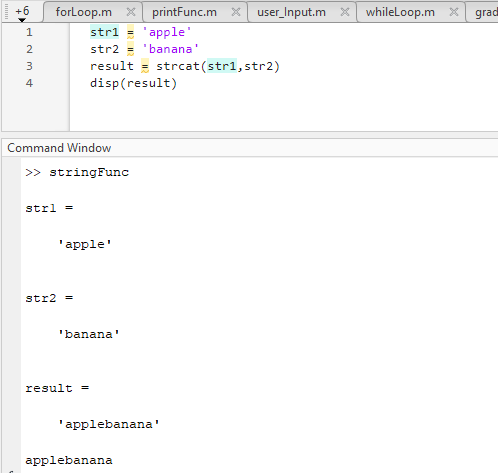 +6 forLoop.m printFunc.m user_Input.m whileLoop.m grad
1 str1 = 'apple'
2 str2 = 'banana'
3 result = strcat(str1,str2)
4 disp(result)
Command Window
>> stringFunc
str1 =
'apple'
str2 =
'banana'
result =
'applebanana'
applebanana